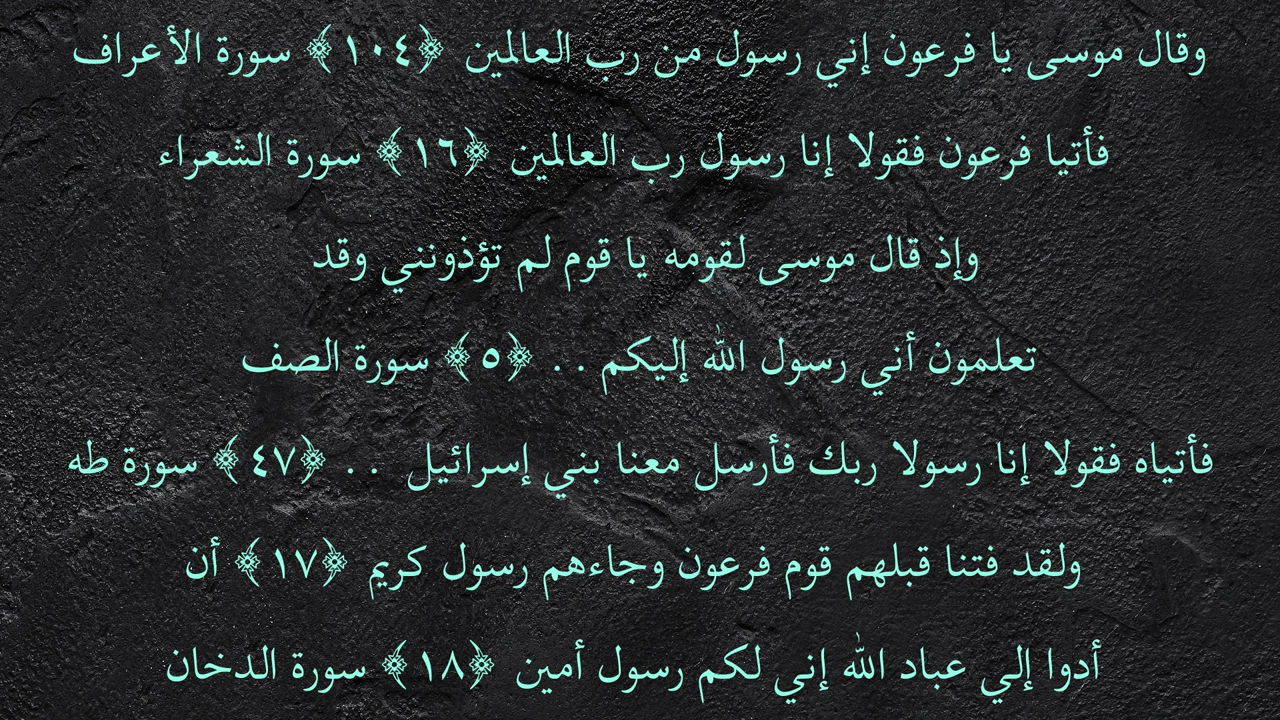 وقال موسى يا فرعون إني رسول من رب العالمين ﴿١٠٤﴾ سورة الأعراف
فأتيا فرعون فقولا إنا رسول رب العالمين ﴿١٦﴾ سورة الشعراء
وإذ قال موسى لقومه يا قوم لم تؤذونني وقد
تعلمون أني رسول الله إليكم . . ﴿٥﴾ سورة الصف
فأتياه فقولا إنا رسولا ربك فأرسل معنا بني إسرائيل . . ﴿٤٧﴾ سورة طه
ولقد فتنا قبلهم قوم فرعون وجاءهم رسول كريم ﴿١٧﴾ أن
أدوا إلي عباد الله إني لكم رسول أمين ﴿١٨﴾ سورة الدخان